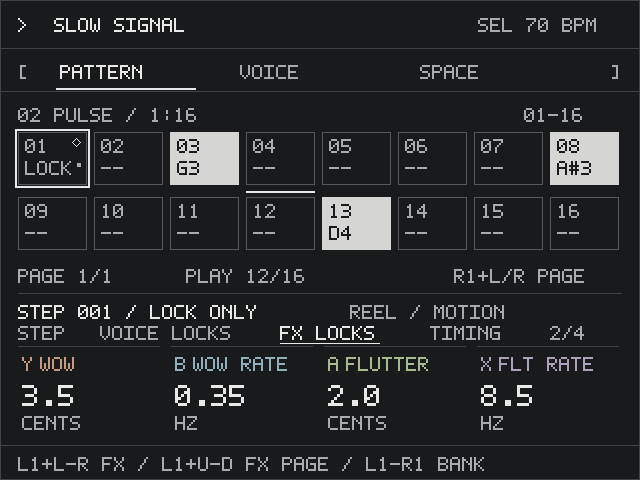 > SLOW SIGNAL SEL 70 BPM
[ PATTERN VOICE SPACE ]
02 PULSE / 1:16 01-16
01 ◇ 02 03 04 05 06 07 08
LOCK▪ -- G3 -- -- -- -- A#3
09 10 11 12 13 14 15 16
-- -- -- -- D4 -- -- --
PAGE 1/1 PLAY 12/16 R1+L/R PAGE
STEP 001 / LOCK ONLY REEL / MOTION
STEP VOICE LOCKS FX LOCKS TIMING 2/4
Y WOW B WOW RATE A FLUTTER X FLT RATE
3.5 0.35 2.0 8.5
CENTS HZ CENTS HZ
L1+L-R FX / L1+U-D FX PAGE / L1-R1 BANK